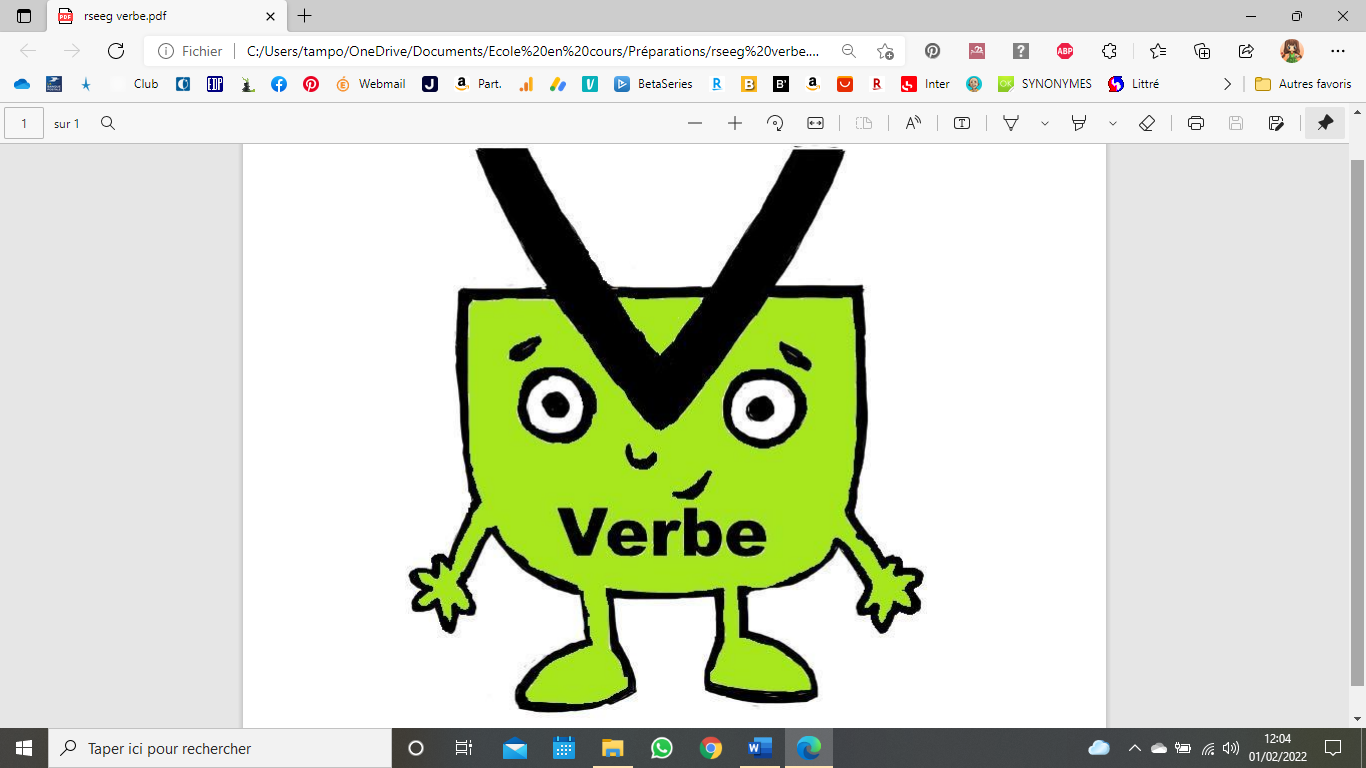 rseeg verbe.pdf
Fichier
C:/Users/tampo/OneDrive/Documents/Ecole%20en%20cours/Préparations/rseeg%20verbe....
ABP
Club
Webmail
J
a
Part.
V
BetaSeries
R
B
B'
a
R
Inter
SYNONYMES
Littré
Autres favoris
1
sur 1
V
Verbe
Taper ici pour rechercher
12:04
01/02/2022